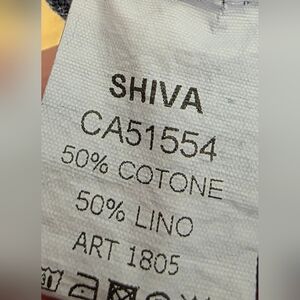 SHIVA
CA51554
50% COTONE
50% LINO
ART 1805